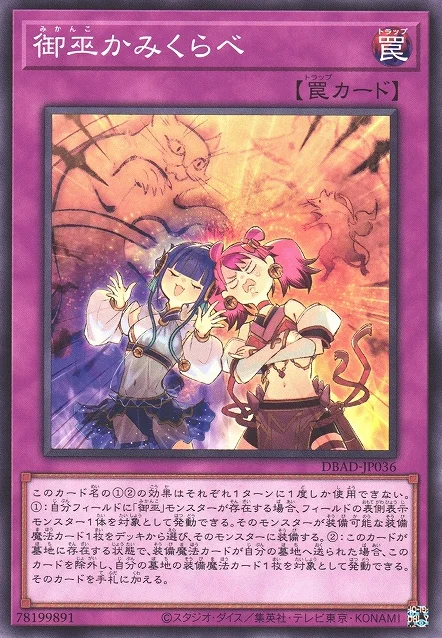 みかんこ
御巫かみくらべ
トラップ
罠
トラップ
【罠カード】
DBAD-JP036
このカード名の①②の効果はそれぞれ1ターンに1度しか使用できない。
①:自分フィールドに「御巫」モンスターが存在する場合、フィールドの表側表示
モンスター1体を対象として発動できる。そのモンスターが装備可能な装備
魔法カード1枚をデッキから選び、そのモンスターに装備する。②:このカードが
墓地に存在する状態で、装備魔法カードが自分の墓地へ送られた場合、この
カードを除外し、自分の墓地の装備魔法カード1枚を対象として発動できる。
そのカードを手札に加える。
78199891
©スタジオ・ダイス/集英社・テレビ東京・KONAMI